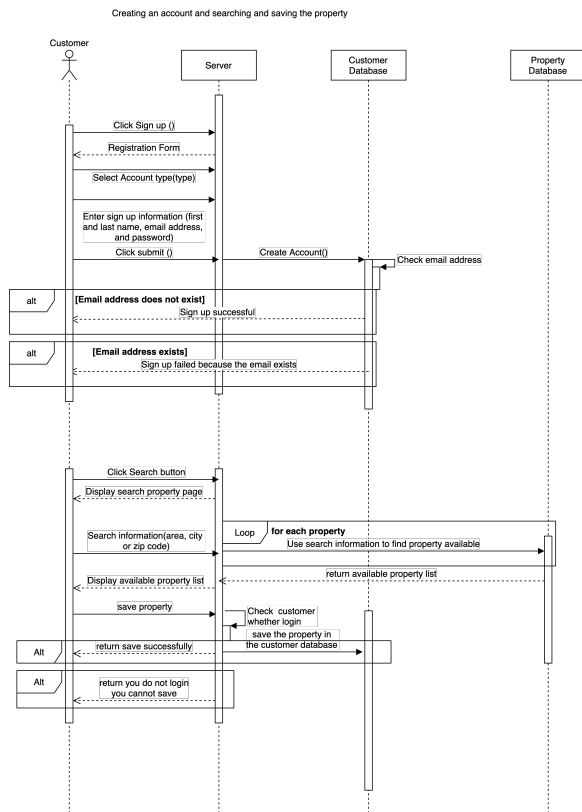 Creating an account and searching and saving the property
Customer
Server
Customer
Database
Property
Database
Click Sign up ()
Registration Form
Select Account type(type)
Enter sign up information (first
and last name, email address,
and password)
Click submit ()
Create Account()
Check email address
alt
[Email address does not exist]
Sign up successful
alt
[Email address exists]
Sign up failed because the email exists
Click Search button
Display search property page
Search information(area, city
or zip code)
Loop
for each property
Use search information to find property available
return available property list
Display available property list
save property
Check customer
whether login
save the property in
the customer database
Alt
return save successfully
Alt
return you do not login
you cannot save